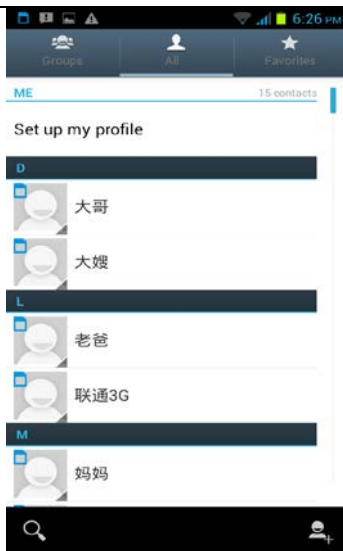 6:26 PM
Groups
All
Favorites
ME
15 contacts
Set up my profile
D
大哥
大嫂
L
老爸
联通3G
M
妈妈